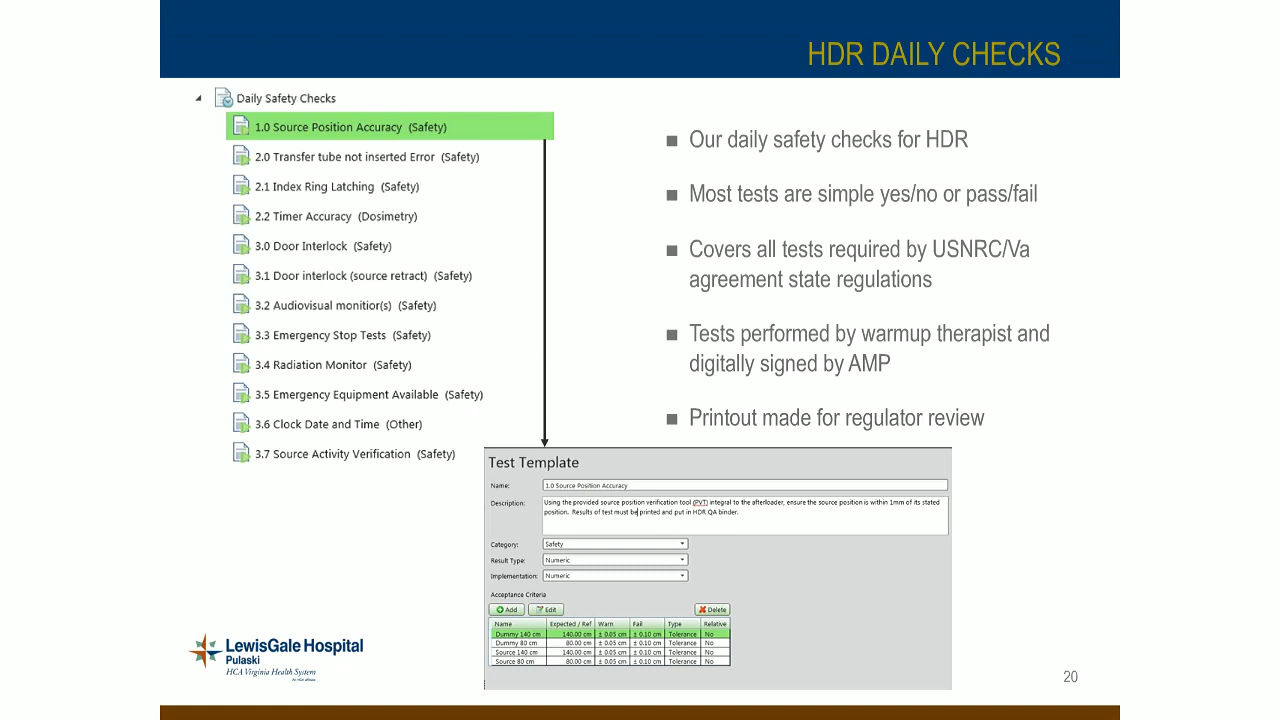 HDR DAILY CHECKS
Daily Safety Checks
1.0 Source Position Accuracy (Safety)
2.0 Transfer tube not inserted Error (Safety)
2.1 Index Ring Latching (Safety)
2.2 Timer Accuracy (Dosimetry)
3.0 Door Interlock (Safety)
3.1 Door interlock (source retract) (Safety)
3.2 Audiovisual monitior(s) (Safety)
3.3 Emergency Stop Tests (Safety)
3.4 Radiation Monitor (Safety)
3.5 Emergency Equipment Available (Safety)
3.6 Clock Date and Time (Other)
3.7 Source Activity Verification (Safety)
■ Our daily safety checks for HDR
■ Most tests are simple yes/no or pass/fail
■ Covers all tests required by USNRC/Va
agreement state regulations
■ Tests performed by warmup therapist and
digitally signed by AMP
■ Printout made for regulator review
Test Template
Name: 1.0 Source Position Accuracy
Description: Using the provided source position verification tool (PVT) integral to the afterloader, ensure the source position is within 1mm of its stated
position. Results of test must be printed and put in HDR QA binder.
Category: Safety
Result Type: Numeric
Implementation: Numeric
Acceptance Criteria
Add Edit Delete
Name Expected / Ref Warn Fail Type Relative
Dummy 140 cm 140.00 cm ± 0.05 cm ± 0.10 cm Tolerance No
Dummy 80 cm 80.00 cm ± 0.05 cm ± 0.10 cm Tolerance No
Source 140 cm 140.00 cm ± 0.05 cm ± 0.10 cm Tolerance No
Source 80 cm 80.00 cm ± 0.05 cm ± 0.10 cm Tolerance No
LewisGale Hospital
Pulaski
HCA Virginia Health System
20